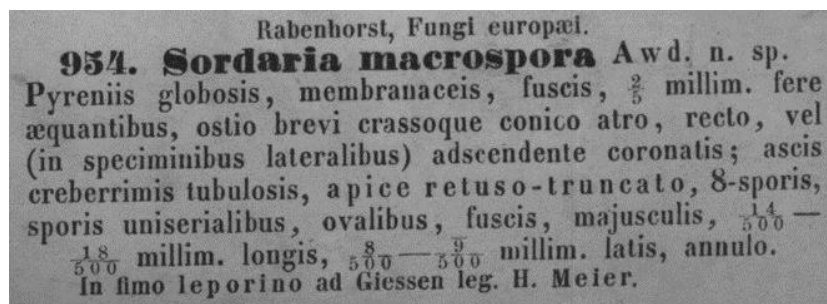 Rabenhorst, Fungi europæi.
954. Sordaria macrospora Awd. n. sp.
Pyreniis globosis, membranaceis, fuscis, 2/5 millim. fere
æquantibus, ostio brevi crassoque conico atro, recto, vel
(in speciminibus lateralibus) adscendente coronatis; ascis
creberrimis tubulosis, apice retuso-truncato, 8-sporis,
sporis uniserialibus, ovalibus, fuscis, majusculis, 14/500—
18/500 millim. longis, 8/500—9/500 millim. latis, annulo.
In fimo leporino ad Giessen leg. H. Meier.